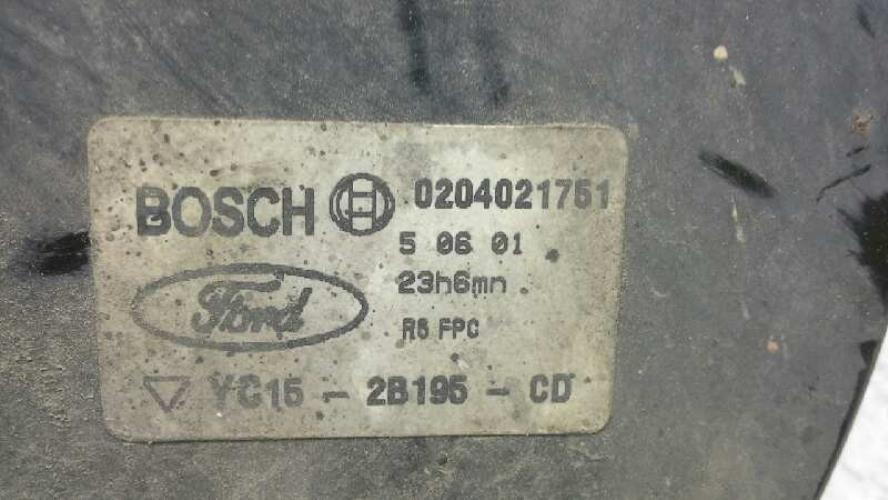 BOSCH 0204021751
5 06 01
23h6mn
Ford
R5 FPC
YC15 - 2B195 - CD